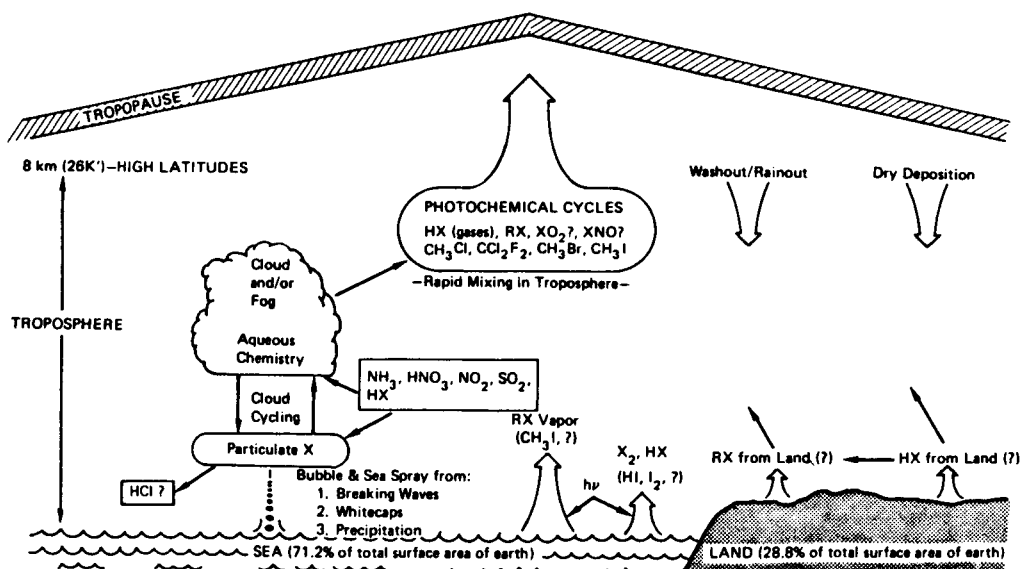 TROPOPAUSE
8 km (26K')–HIGH LATITUDES
Washout/Rainout
Dry Deposition
PHOTOCHEMICAL CYCLES
HX (gases), RX, XO₂?, XNO?
CH₃Cl, CCl₂F₂, CH₃Br, CH₃I
–Rapid Mixing in Troposphere–
Cloud
and/or
Fog
Aqueous
Chemistry
TROPOSPHERE
NH₃, HNO₃, NO₂, SO₂,
HX
Cloud
Cycling
Particulate X
RX Vapor
(CH₃I, ?)
X₂, HX
(HI, I₂, ?)
RX from Land (?)
HX from Land (?)
HCl ?
Bubble & Sea Spray from:
1. Breaking Waves
2. Whitecaps
3. Precipitation
hν
SEA (71.2% of total surface area of earth)
LAND (28.8% of total surface area of earth)